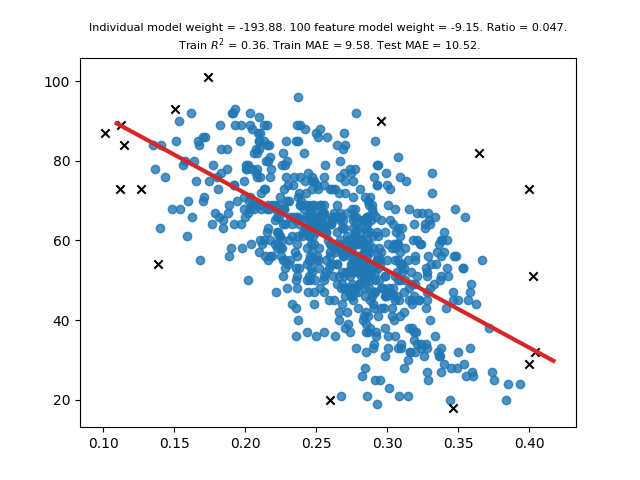 Individual model weight = -193.88. 100 feature model weight = -9.15. Ratio = 0.047.
Train R² = 0.36. Train MAE = 9.58. Test MAE = 10.52.
100
80
60
40
20
0.10 0.15 0.20 0.25 0.30 0.35 0.40